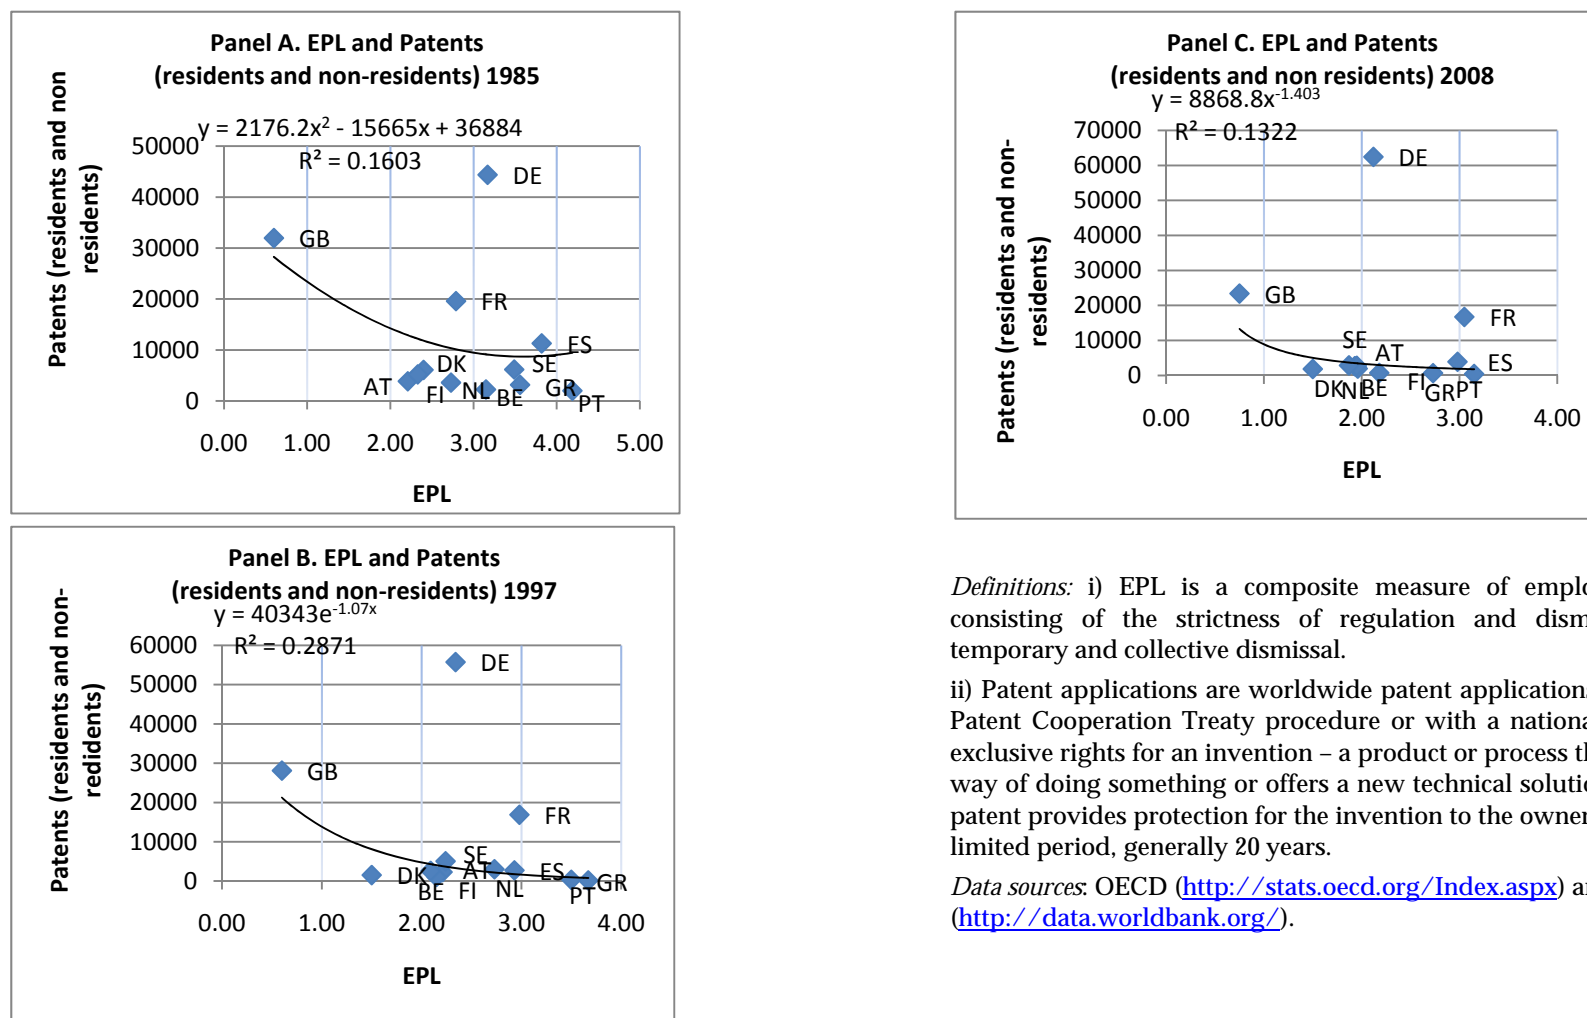 Panel A. EPL and Patents
(residents and non-residents) 1985
y = 2176.2x² - 15665x + 36884
R² = 0.1603
Patents (residents and non
residents)
50000
40000
30000
20000
10000
0
DE
GB
FR
ES
DK
SE
AT
FI
NL
BE
GR
PT
0.00 1.00 2.00 3.00 4.00 5.00
EPL
Panel B. EPL and Patents
(residents and non-residents) 1997
y = 40343e^-1.07x
R² = 0.2871
Patents (residents and non-
redidents)
60000
50000
40000
30000
20000
10000
0
DE
GB
FR
SE
DK
AT
ES
BE
FI
NL
PT
GR
0.00 1.00 2.00 3.00 4.00
EPL
Panel C. EPL and Patents
(residents and non residents) 2008
y = 8868.8x^-1.403
R² = 0.1322
Patents (residents and non-
residents)
70000
60000
50000
40000
30000
20000
10000
0
DE
GB
FR
SE
AT
ES
DK
NL
BE
FI
GR
PT
0.00 1.00 2.00 3.00 4.00
EPL
Definitions: i) EPL is a composite measure of emplo
consisting of the strictness of regulation and dism
temporary and collective dismissal.
ii) Patent applications are worldwide patent application
Patent Cooperation Treaty procedure or with a national
exclusive rights for an invention – a product or process th
way of doing something or offers a new technical solutio
patent provides protection for the invention to the owner
limited period, generally 20 years.
Data sources: OECD (http://stats.oecd.org/Index.aspx) an
(http://data.worldbank.org/).